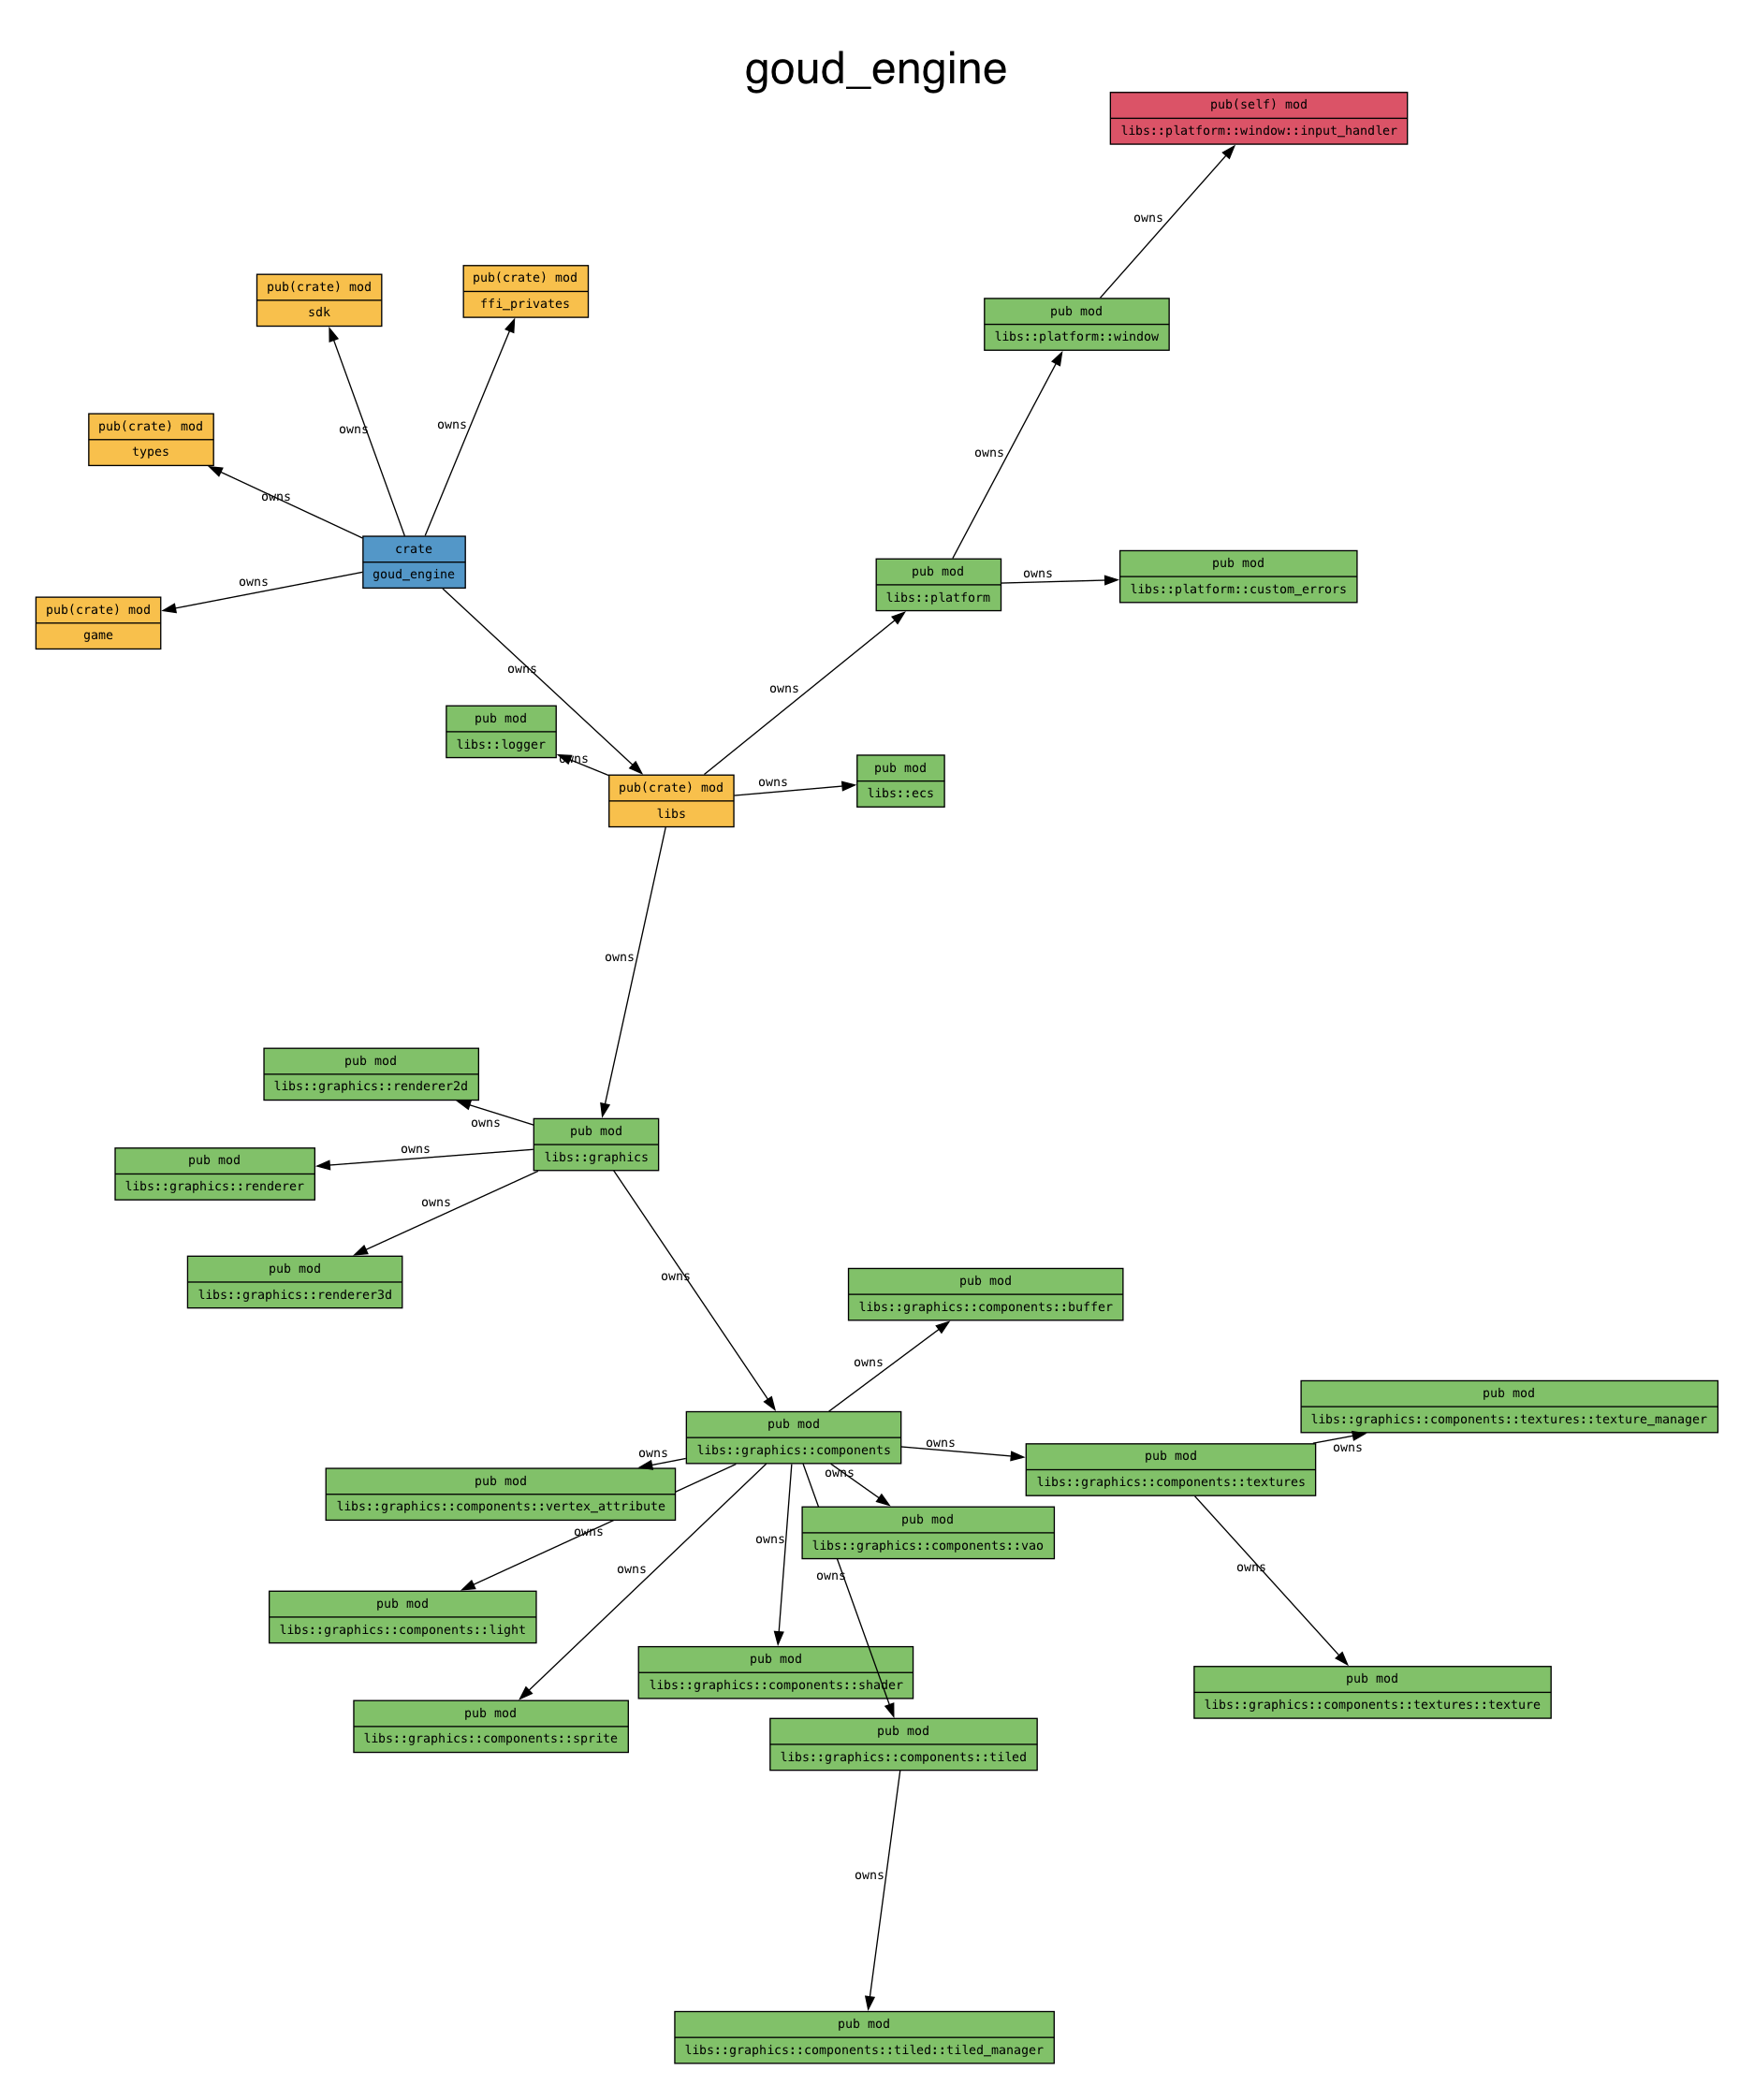 goud_engine
pub(self) mod
libs::platform::window::input_handler
owns
pub(crate) mod
ffi_privates
pub(crate) mod
sdk
pub mod
libs::platform::window
owns
owns
pub(crate) mod
types
owns
owns
crate
goud_engine
pub mod
libs::platform
pub mod
libs::platform::custom_errors
owns
owns
pub(crate) mod
game
owns
owns
pub mod
libs::logger
owns
pub(crate) mod
libs
owns
pub mod
libs::ecs
owns
pub mod
libs::graphics::renderer2d
owns
pub mod
libs::graphics
owns
pub mod
libs::graphics::renderer
owns
pub mod
libs::graphics::renderer3d
owns
pub mod
libs::graphics::components::buffer
owns
pub mod
libs::graphics::components::textures::texture_manager
owns
pub mod
libs::graphics::components
owns
pub mod
libs::graphics::components::textures
owns
owns
pub mod
libs::graphics::components::vertex_attribute
owns
pub mod
libs::graphics::components::vao
owns
owns
owns
owns
owns
pub mod
libs::graphics::components::light
pub mod
libs::graphics::components::shader
pub mod
libs::graphics::components::textures::texture
pub mod
libs::graphics::components::sprite
pub mod
libs::graphics::components::tiled
owns
pub mod
libs::graphics::components::tiled::tiled_manager